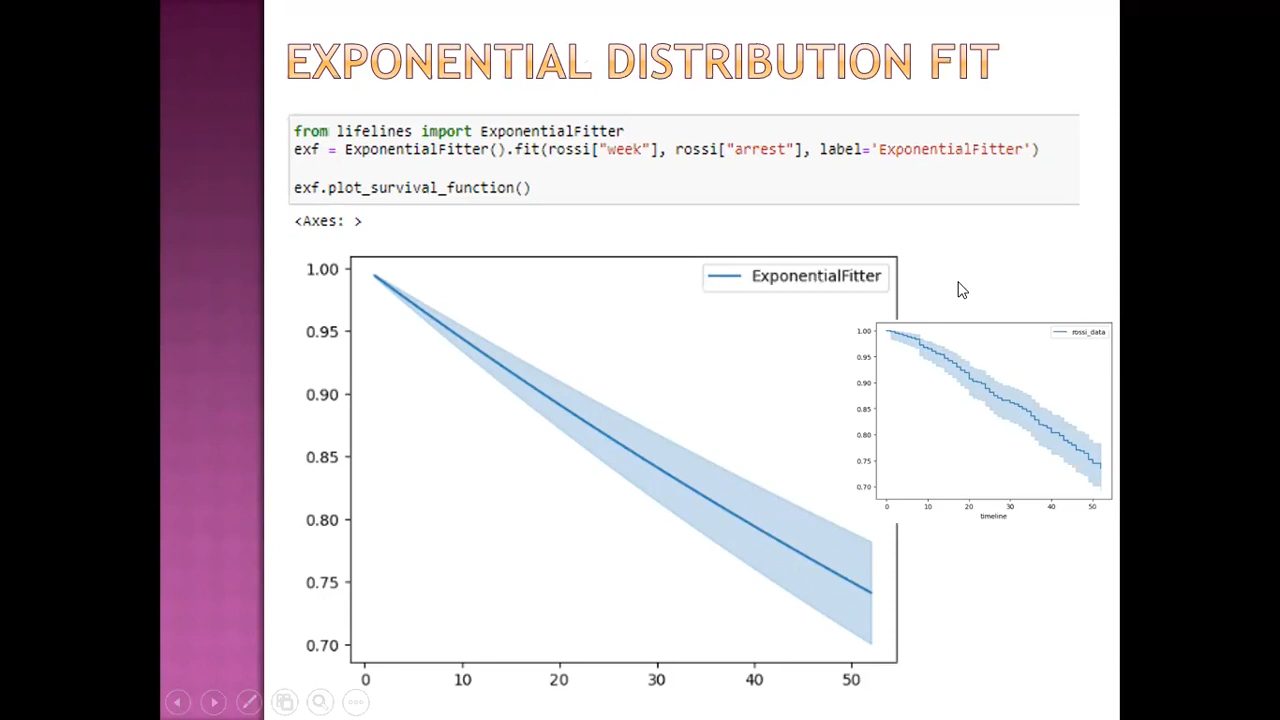 EXPONENTIAL DISTRIBUTION FIT
from lifelines import ExponentialFitter
exf = ExponentialFitter().fit(rossi["week"], rossi["arrest"], label='ExponentialFitter')
exf.plot_survival_function()
<Axes: >
ExponentialFitter
1.00
0.95
0.90
0.85
0.80
0.75
0.70
0 10 20 30 40 50
rossi_data
1.00
0.95
0.90
0.85
0.80
0.75
0.70
0 10 20 30 40 50
timeline